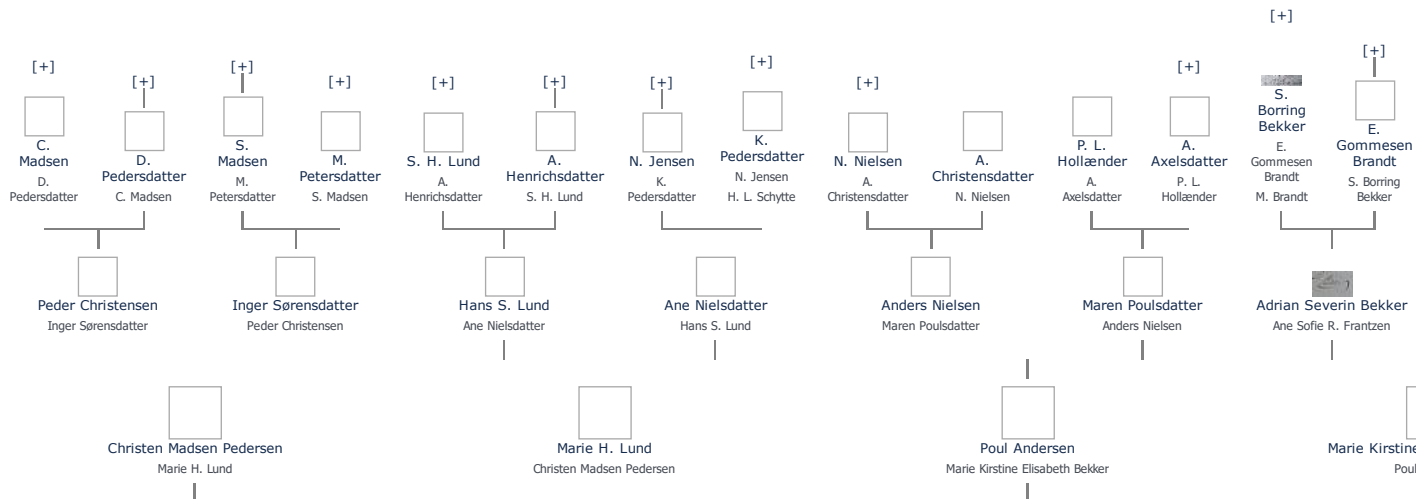 [+]
[+]
[+]
[+]
[+]
[+]
[+]
[+]
[+]
[+]
[+]
[+]
C.
Madsen
D.
Pedersdatter
D.
Pedersdatter
C. Madsen
S.
Madsen
M.
Petersdatter
M.
Petersdatter
S. Madsen
S. H. Lund
A.
Henrichsdatter
A.
Henrichsdatter
S. H. Lund
N. Jensen
K.
Pedersdatter
K.
Pedersdatter
N. Jensen
H. L. Schytte
N. Nielsen
A.
Christensdatter
A.
Christensdatter
N. Nielsen
P. L.
Hollænder
A.
Axelsdatter
A.
Axelsdatter
P. L.
Hollænder
S.
Borring
Bekker
E.
Gommesen
Brandt
M. Brandt
E.
Gommesen
Brandt
S. Borring
Bekker
Peder Christensen
Inger Sørensdatter
Inger Sørensdatter
Peder Christensen
Hans S. Lund
Ane Nielsdatter
Ane Nielsdatter
Hans S. Lund
Anders Nielsen
Maren Poulsdatter
Maren Poulsdatter
Anders Nielsen
Adrian Severin Bekker
Ane Sofie R. Frantzen
Christen Madsen Pedersen
Marie H. Lund
Marie H. Lund
Christen Madsen Pedersen
Poul Andersen
Marie Kirstine Elisabeth Bekker
Marie Kirstine
Poul